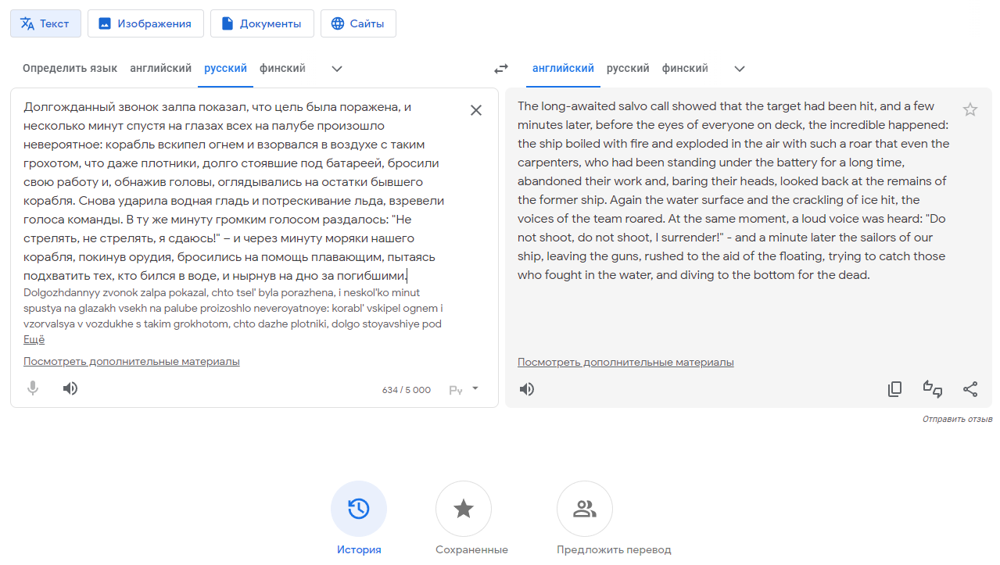 Текст
Изображения
Документы
Сайты
Определить язык
английский
русский
финский
английский
русский
финский
Долгожданный звонок залпа показал, что цель была поражена, и
несколько минут спустя на глазах всех на палубе произошло
невероятное: корабль вскипел огнем и взорвался в воздухе с таким
грохотом, что даже плотники, долго стоявшие под батареей, бросили
свою работу и, обнажив головы, оглядывались на остатки бывшего
корабля. Снова ударила водная гладь и потрескивание льда, взревели
голоса команды. В ту же минуту громким голосом раздалось: "Не
стрелять, не стрелять, я сдаюсь!" – и через минуту моряки нашего
корабля, покинув орудия, бросились на помощь плавающим, пытаясь
подхватить тех, кто бился в воде, и нырнув на дно за погибшими.
Dolgozhdannyy zvonok zalpa pokazal, chto tsel' byla porazhena, i neskol'ko minut
spustya na glazakh vsekh na palube proizoshlo neveroyatnoye: korabl' vskipel ognem i
vzorvalsya v vozdukhe s takim grokhotom, chto dazhe plotniki, dolgo stoyavshiye pod
Ещё
Посмотреть дополнительные материалы
634 / 5 000
Ру
The long-awaited salvo call showed that the target had been hit, and a few
minutes later, before the eyes of everyone on deck, the incredible happened:
the ship boiled with fire and exploded in the air with such a roar that even the
carpenters, who had been standing under the battery for a long time,
abandoned their work and, baring their heads, looked back at the remains of
the former ship. Again the water surface and the crackling of ice hit, the
voices of the team roared. At the same moment, a loud voice was heard: "Do
not shoot, do not shoot, I surrender!" - and a minute later the sailors of our
ship, leaving the guns, rushed to the aid of the floating, trying to catch those
who fought in the water, and diving to the bottom for the dead.
Посмотреть дополнительные материалы
Отправить отзыв
История
Сохраненные
Предложить перевод